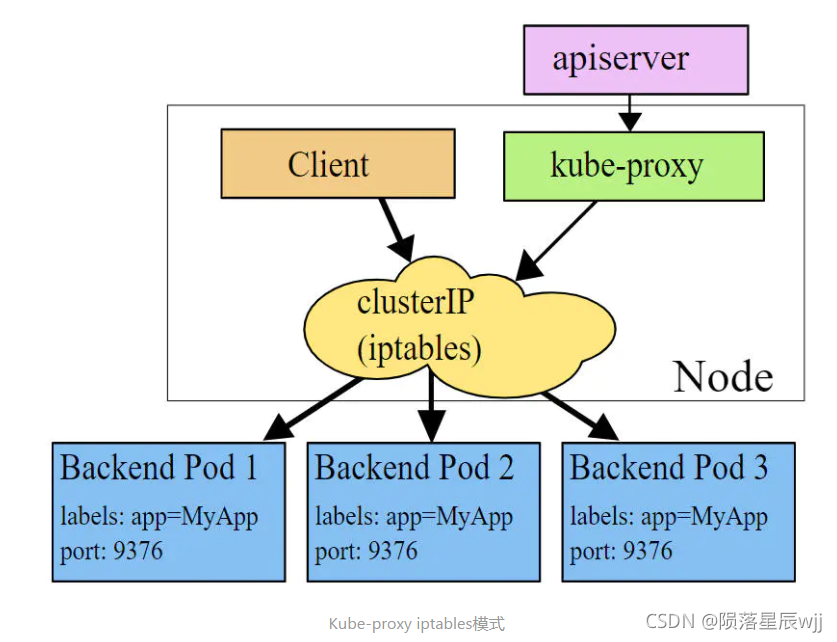 apiserver
Client
kube-proxy
clusterIP
(iptables)
Node
Backend Pod 1
labels: app=MyApp
port: 9376
Backend Pod 2
labels: app=MyApp
port: 9376
Backend Pod 3
labels: app=MyApp
port: 9376
Kube-proxy iptables模式
CSDN @陨落星辰wjj